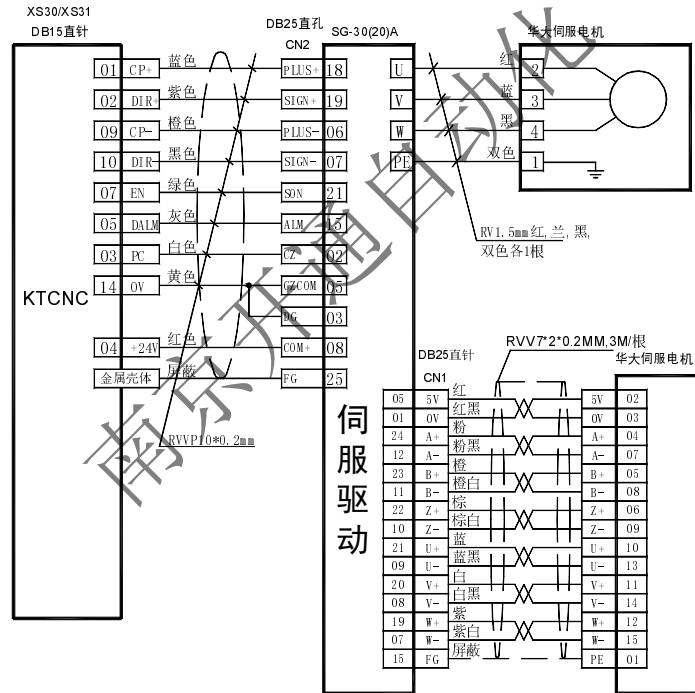 XS30/XS31
DB15直针
DB25直孔
CN2
SG-30(20)A
华大伺服电机
01 CP+ 蓝色 PLUS+ 18
02 DIR+ 紫色 SIGN+ 19
09 CP- 橙色 PLUS- 06
10 DIR- 黑色 SIGN- 07
07 EN 绿色 SON 21
05 DALM 灰色 ALM 15
03 PC 白色 CZ 02
14 0V 黄色 GZCOM 05
DG 03
04 +24V 红色 COM+ 08
金属壳体 屏蔽 FG 25
KTCNC
RVVP10*0.2mm
U 红 2
V 蓝 3
W 黑 4
PE 双色 1
RV1.5mm红,兰,黑,
双色各1根
伺服驱动
DB25直针
CN1
RVV7*2*0.2MM,3M/根
华大伺服电机
05 5V 红 5V 02
01 0V 红黑 0V 03
24 A+ 粉 A+ 04
12 A- 粉黑 A- 07
23 B+ 橙 B+ 05
11 B- 橙白 B- 08
22 Z+ 棕 Z+ 06
10 Z- 棕白 Z- 09
21 U+ 蓝 U+ 10
09 U- 蓝黑 U- 13
20 V+ 白 V+ 11
08 V- 白黑 V- 14
19 W+ 紫 W+ 12
07 W- 紫白 W- 15
15 FG 屏蔽 PE 01
南京开通自动化